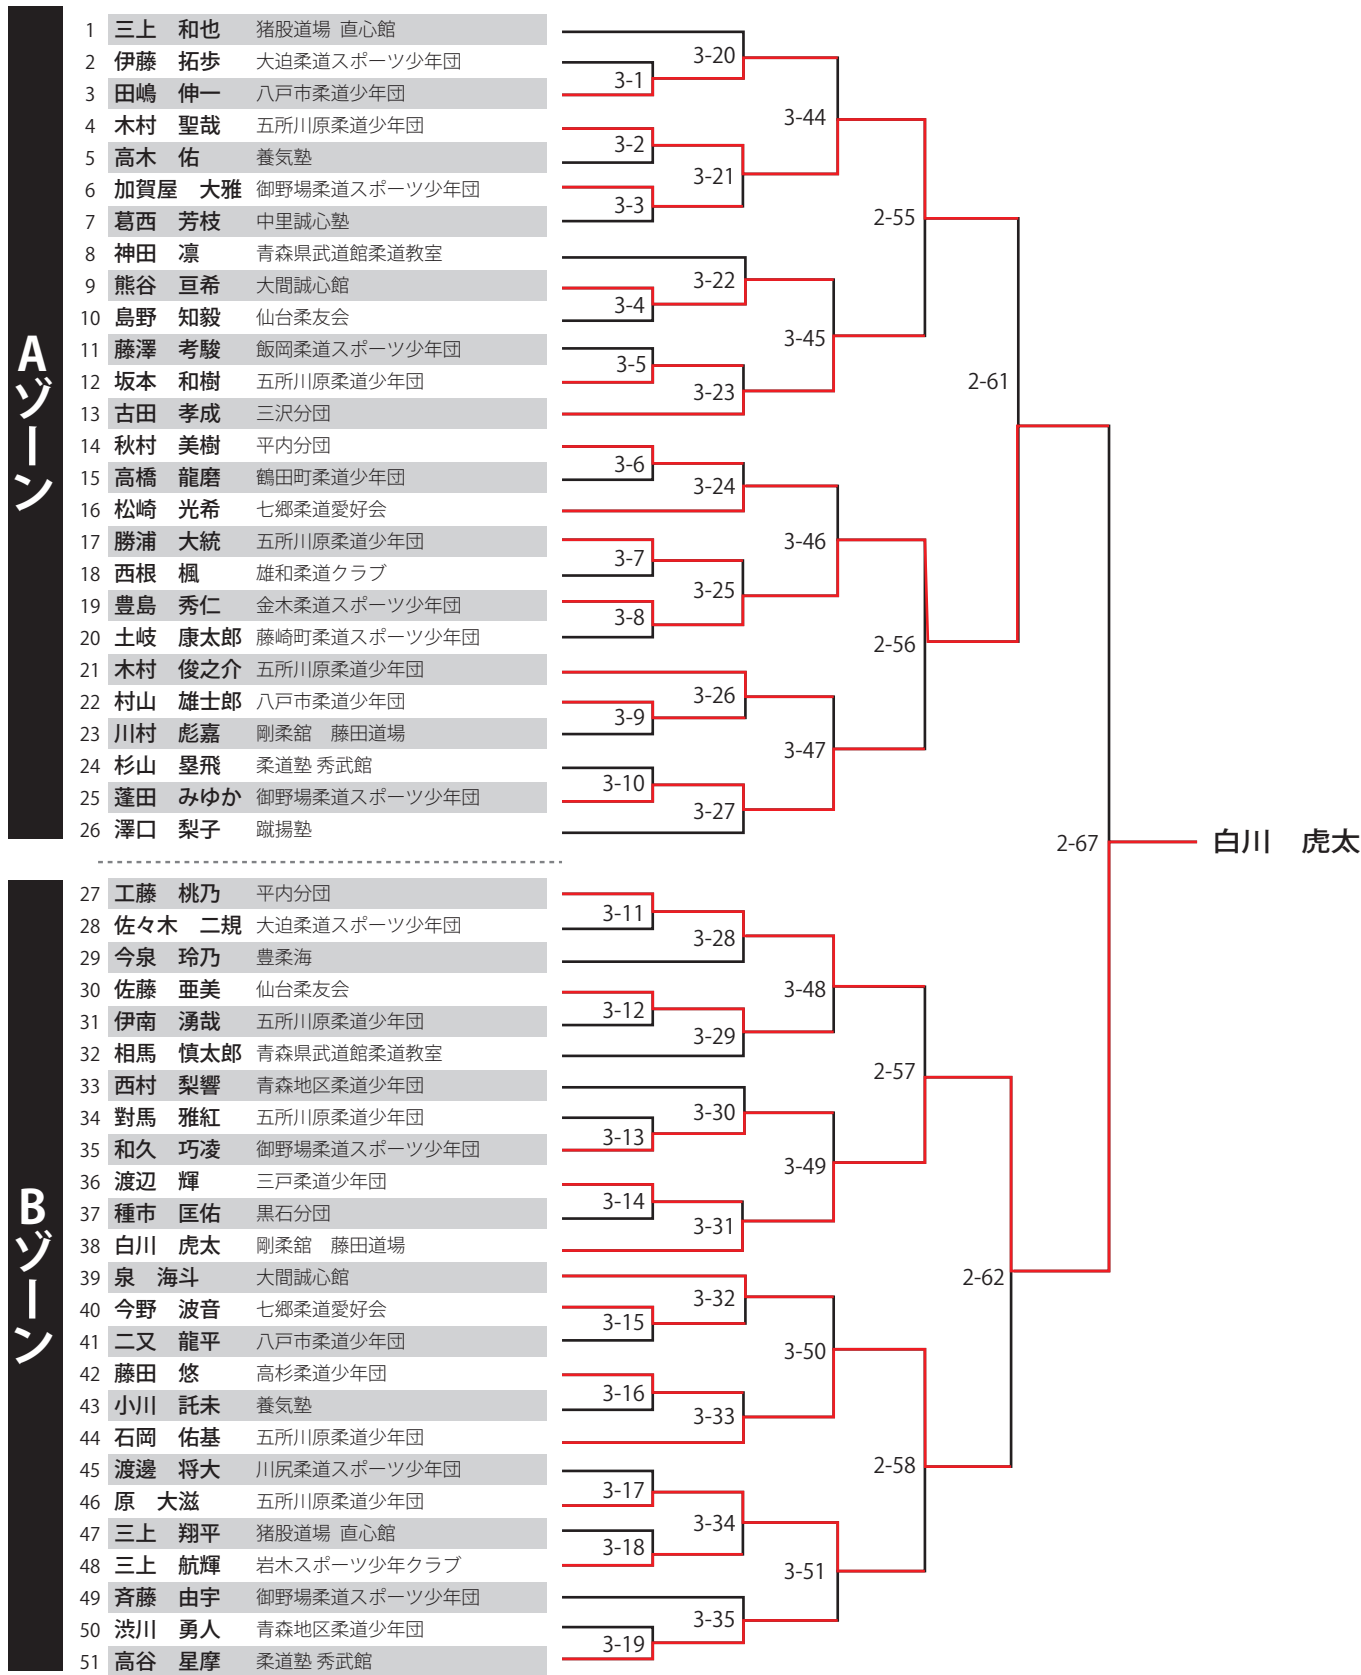 Aゾーン
1 三上　和也 猪股道場 直心館
2 伊藤　拓歩 大迫柔道スポーツ少年団
3 田嶋　伸一 八戸市柔道少年団
4 木村　聖哉 五所川原柔道少年団
5 高木　佑 養気塾
6 加賀屋　大雅 御野場柔道スポーツ少年団
7 葛西　芳枝 中里誠心塾
8 神田　凛 青森県武道館柔道教室
9 熊谷　亘希 大間誠心館
10 島野　知毅 仙台柔友会
11 藤澤　考駿 飯岡柔道スポーツ少年団
12 坂本　和樹 五所川原柔道少年団
13 古田　孝成 三沢分団
14 秋村　美樹 平内分団
15 高橋　龍磨 鶴田町柔道少年団
16 松崎　光希 七郷柔道愛好会
17 勝浦　大統 五所川原柔道少年団
18 西根　楓 雄和柔道クラブ
19 豊島　秀仁 金木柔道スポーツ少年団
20 土岐　康太郎 藤崎町柔道スポーツ少年団
21 木村　俊之介 五所川原柔道少年団
22 村山　雄士郎 八戸市柔道少年団
23 川村　彪嘉 剛柔舘　藤田道場
24 杉山　塁飛 柔道塾 秀武館
25 蓬田　みゆか 御野場柔道スポーツ少年団
26 澤口　梨子 蹴揚塾
Bゾーン
27 工藤　桃乃 平内分団
28 佐々木　二規 大迫柔道スポーツ少年団
29 今泉　玲乃 豊柔海
30 佐藤　亜美 仙台柔友会
31 伊南　湧哉 五所川原柔道少年団
32 相馬　慎太郎 青森県武道館柔道教室
33 西村　梨響 青森地区柔道少年団
34 對馬　雅紅 五所川原柔道少年団
35 和久　巧凌 御野場柔道スポーツ少年団
36 渡辺　輝 三戸柔道少年団
37 種市　匡佑 黒石分団
38 白川　虎太 剛柔舘　藤田道場
39 泉　海斗 大間誠心館
40 今野　波音 七郷柔道愛好会
41 二又　龍平 八戸市柔道少年団
42 藤田　悠 高杉柔道少年団
43 小川　託未 養気塾
44 石岡　佑基 五所川原柔道少年団
45 渡邊　将大 川尻柔道スポーツ少年団
46 原　大滋 五所川原柔道少年団
47 三上　翔平 猪股道場 直心館
48 三上　航輝 岩木スポーツ少年クラブ
49 斉藤　由宇 御野場柔道スポーツ少年団
50 渋川　勇人 青森地区柔道少年団
51 高谷　星摩 柔道塾 秀武館
3-1
3-2
3-3
3-4
3-5
3-6
3-7
3-8
3-9
3-10
3-11
3-12
3-13
3-14
3-15
3-16
3-17
3-18
3-19
3-20
3-21
3-22
3-23
3-24
3-25
3-26
3-27
3-28
3-29
3-30
3-31
3-32
3-33
3-34
3-35
3-44
3-45
3-46
3-47
3-48
3-49
3-50
3-51
2-55
2-56
2-57
2-58
2-61
2-62
2-67
白川　虎太